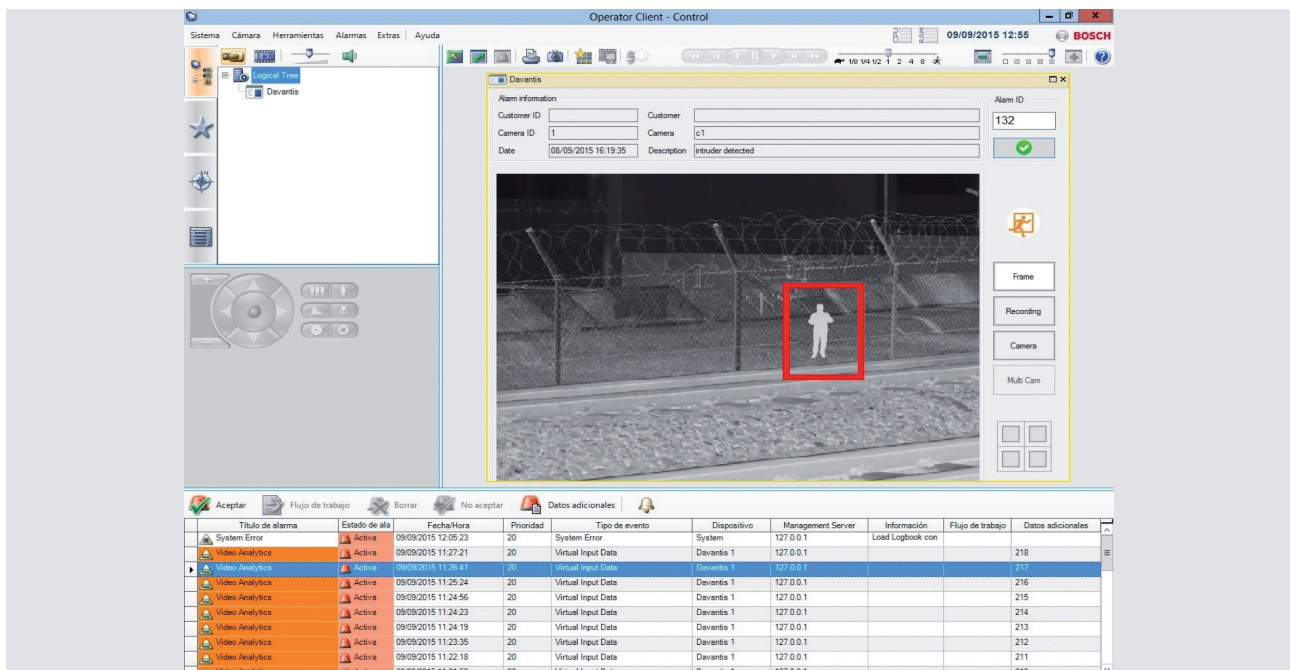 Operator Client - Control
Sistema Cámara Herramientas Alarmas Extras Ayuda
CPU RAM 09/09/2015 12:55 BOSCH
1/8 1/4 1/2 1 2 4 8
Logical Tree
Davantis
Davantis
Alarm information
Customer ID Customer
Camera ID 1 Camera c1
Date 08/09/2015 16:19:35 Description intruder detected
Alarm ID
132
Frame
Recording
Camera
Multi Cam
Aceptar Flujo de trabajo Borrar No aceptar Datos adicionales
Título de alarma Estado de ala Fecha/Hora Prioridad Tipo de evento Dispositivo Management Server Información Flujo de trabajo Datos adicionales
System Error Activa 09/09/2015 12:05:23 20 System Error System 127.0.0.1 Load Logbook con
Video Analytics Activa 09/09/2015 11:27:21 20 Virtual Input Data Davantis 1 127.0.0.1 218
Video Analytics Activa 09/09/2015 11:26:41 20 Virtual Input Data Davantis 1 127.0.0.1 217
Video Analytics Activa 09/09/2015 11:25:24 20 Virtual Input Data Davantis 1 127.0.0.1 216
Video Analytics Activa 09/09/2015 11:24:56 20 Virtual Input Data Davantis 1 127.0.0.1 215
Video Analytics Activa 09/09/2015 11:24:23 20 Virtual Input Data Davantis 1 127.0.0.1 214
Video Analytics Activa 09/09/2015 11:24:19 20 Virtual Input Data Davantis 1 127.0.0.1 213
Video Analytics Activa 09/09/2015 11:23:35 20 Virtual Input Data Davantis 1 127.0.0.1 212
Video Analytics Activa 09/09/2015 11:22:18 20 Virtual Input Data Davantis 1 127.0.0.1 211